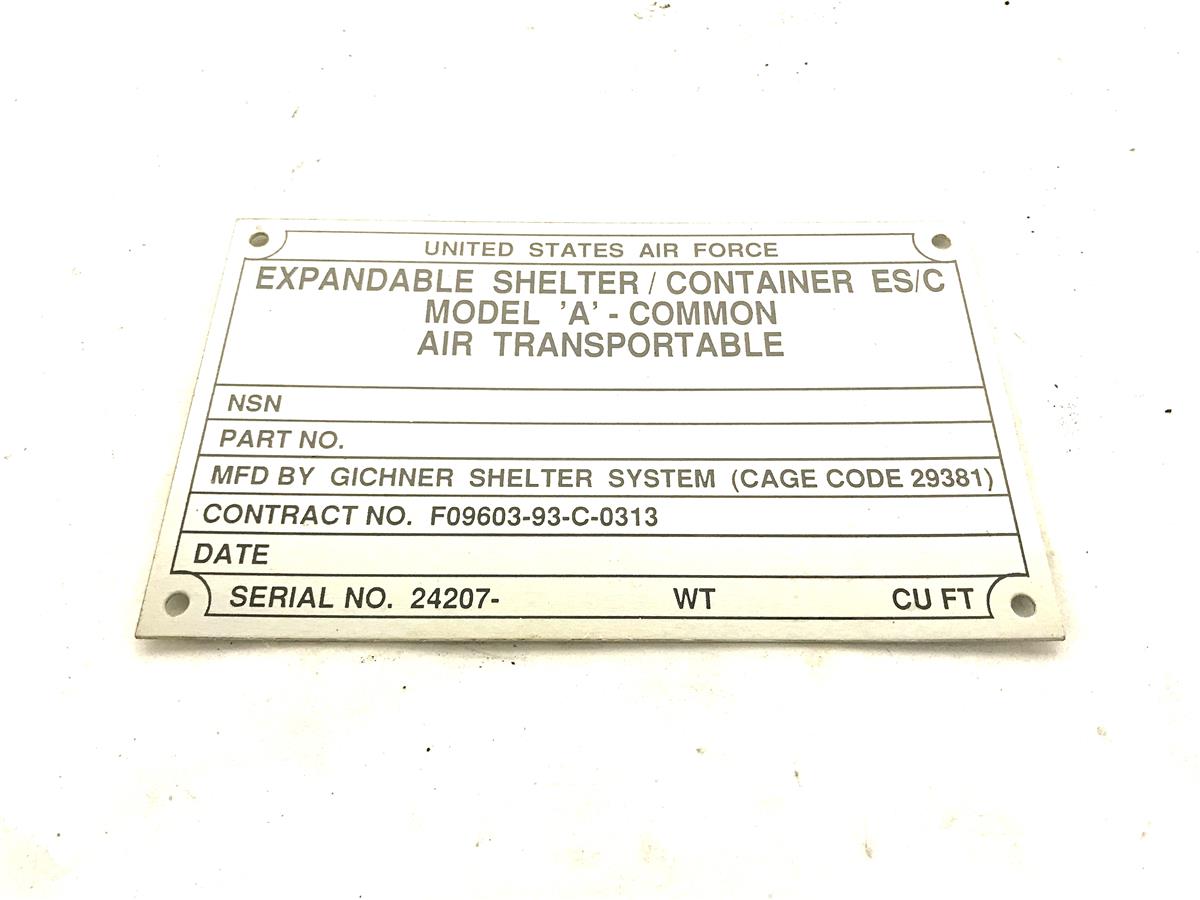 UNITED STATES AIR FORCE
EXPANDABLE SHELTER / CONTAINER ES/C
MODEL 'A' - COMMON
AIR TRANSPORTABLE
NSN
PART NO.
MFD BY GICHNER SHELTER SYSTEM (CAGE CODE 29381)
CONTRACT NO. F09603-93-C-0313
DATE
SERIAL NO. 24207- WT CU FT